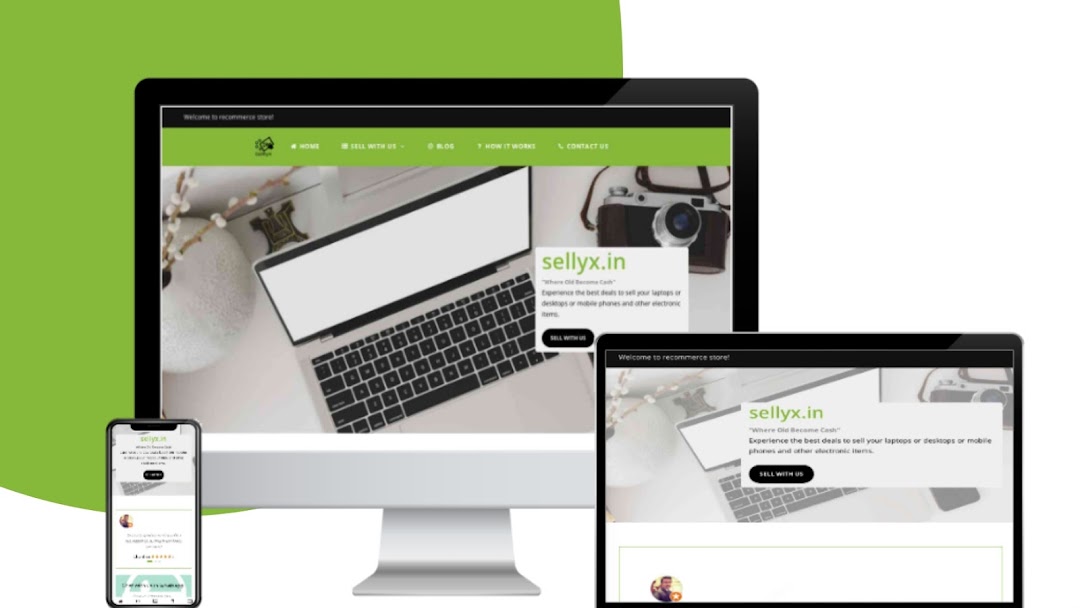 Welcome to recommerce store!
sellyx
HOME
SELL WITH US
BLOG
? HOW IT WORKS
CONTACT US
sellyx.in
"Where Old Become Cash"
Experience the best deals to sell your laptops or
desktops or mobile phones and other electronic
items.
SELL WITH US
Welcome to recommerce store!
sellyx.in
"Where Old Become Cash"
Experience the best deals to sell your laptops or desktops or mobile
phones and other electronic items.
SELL WITH US
sellyx.in